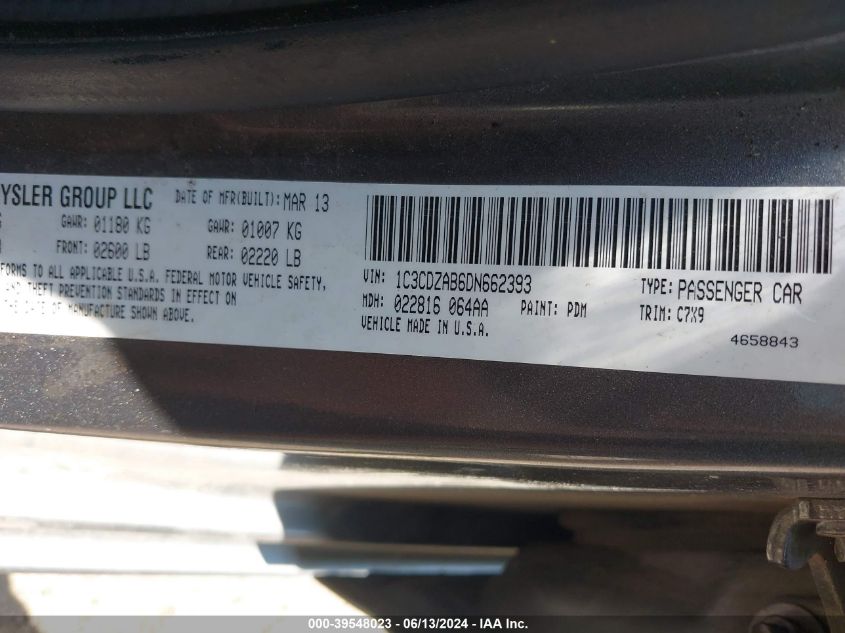 YSLER GROUP LLC DATE OF MFR(BUILT): MAR 13
GAWR: 01180 KG GAWR: 01007 KG
FRONT: 02600 LB REAR: 02220 LB
FORMS TO ALL APPLICABLE U.S.A. FEDERAL MOTOR VEHICLE SAFETY,
AND THEFT PREVENTION STANDARDS IN EFFECT ON
DATE OF MANUFACTURE SHOWN ABOVE.
VIN: 1C3CDZAB6DN662393 TYPE: PASSENGER CAR
MDH: 022816 064AA PAINT: PDM TRIM: C7X9
VEHICLE MADE IN U.S.A.
4658843
000-39548023 - 06/13/2024 - IAA Inc.